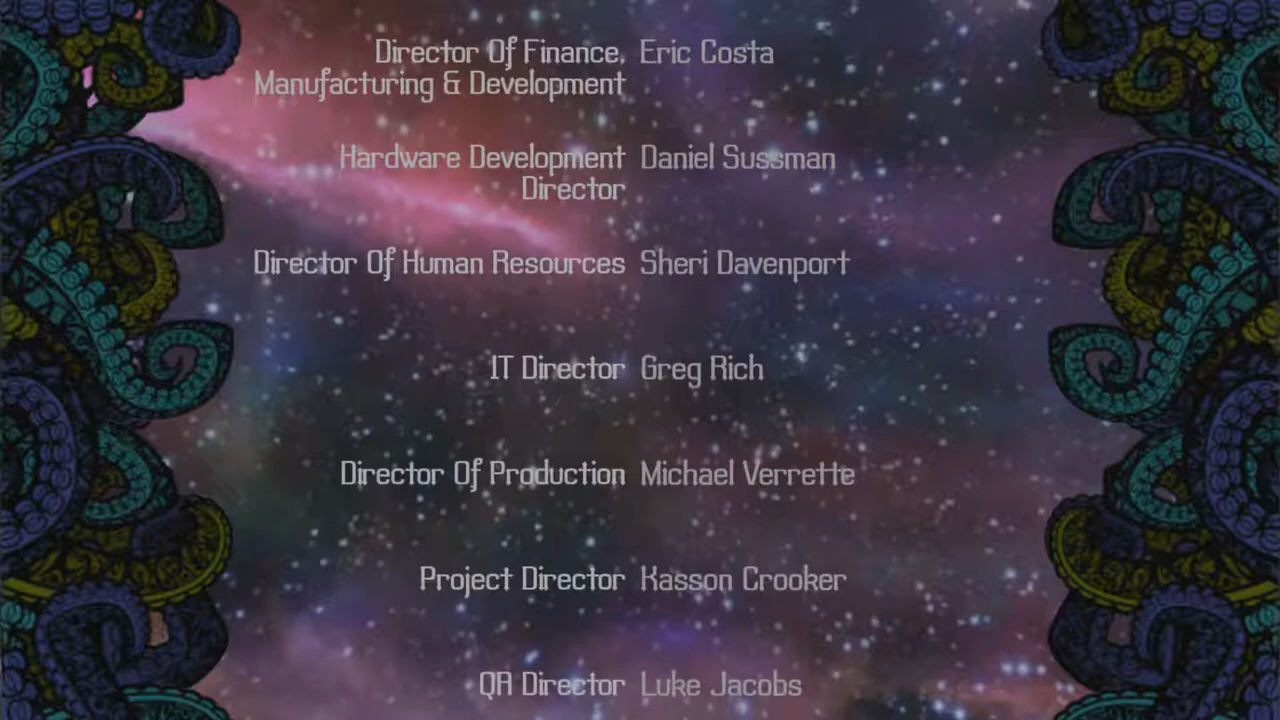 Director Of Finance, Eric Costa
Manufacturing & Development
Hardware Development Daniel Sussman
Director
Director Of Human Resources Sheri Davenport
IT Director Greg Rich
Director Of Production Michael Verrette
Project Director Kasson Crooker
QA Director Luke Jacobs